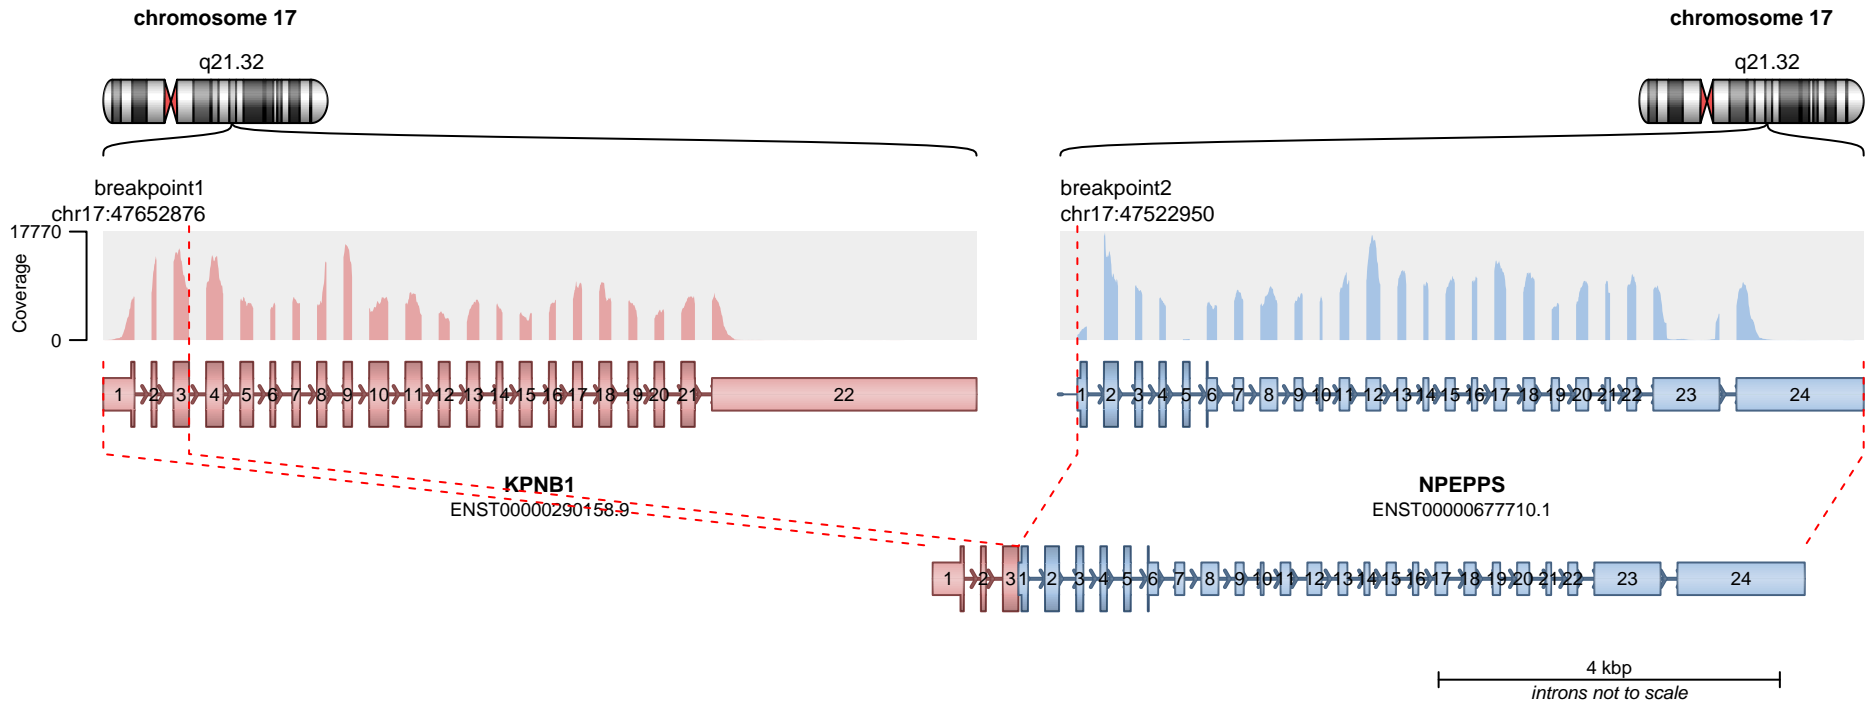 chromosome 17 chromosome 17
q21.32 q21.32
breakpoint1 breakpoint2
chr17:47652876 chr17:47522950
17770
Coverage
0
1 2 3 4 5 6 7 8 9 10 11 12 13 14 15 16 17 18 19 20 21 22 1 2 3 4 5 6 7 8 9 10 11 12 13 14 15 16 17 18 19 20 21 22 23 24
KPNB1 NPEPPS
ENST00000290158.9 ENST00000677710.1
1 2 3 1 2 3 4 5 6 7 8 9 10 11 12 13 14 15 16 17 18 19 20 21 22 23 24
4 kbp
introns not to scale